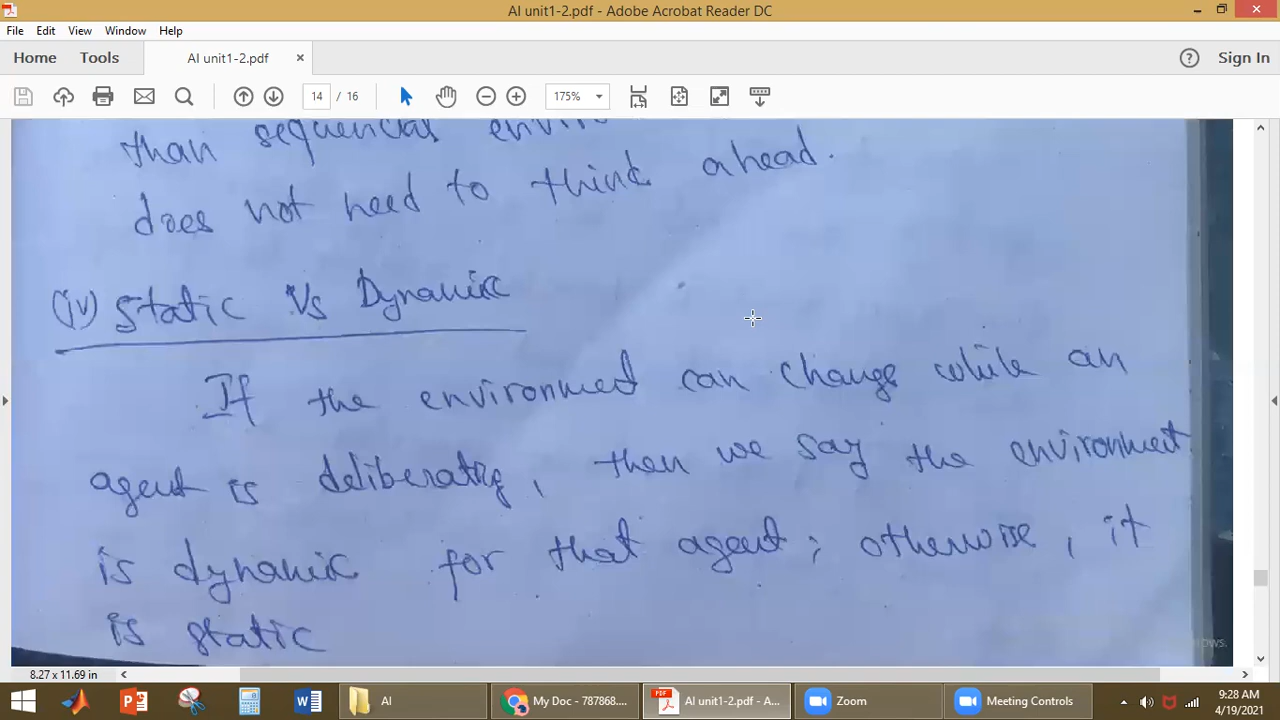 AI unit1-2.pdf - Adobe Acrobat Reader DC
File Edit View Window Help
Home Tools AI unit1-2.pdf × ? Sign In
14 / 16 175%
than sequencial
does not need to think ahead.
(iv) Static Vs Dynamic
If the environmed can change while an
agent is deliberating, then we say the environment
is dynamic for that agent; otherwise, it
is static
8.27 x 11.69 in
AI My Doc - 787868.... AI unit1-2.pdf - A... Zoom Meeting Controls 9:28 AM
4/19/2021